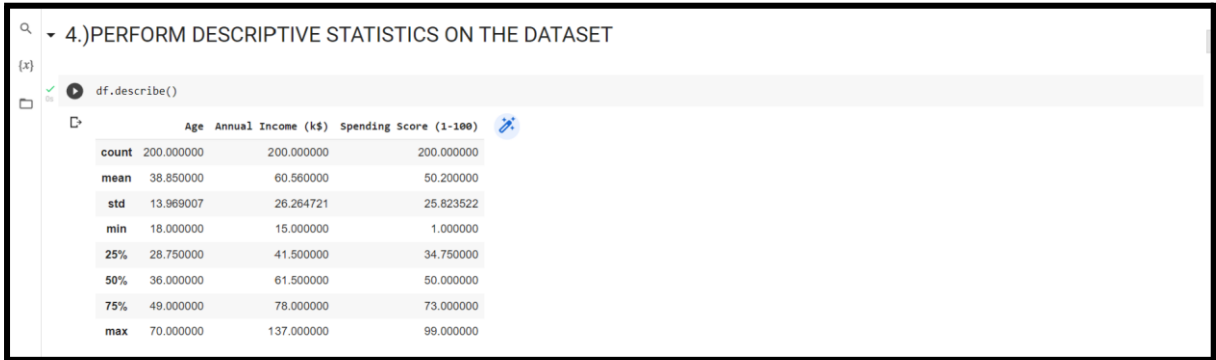 4.)PERFORM DESCRIPTIVE STATISTICS ON THE DATASET
{x}
0s df.describe()
Age Annual Income (k$) Spending Score (1-100)
count 200.000000 200.000000 200.000000
mean 38.850000 60.560000 50.200000
std 13.969007 26.264721 25.823522
min 18.000000 15.000000 1.000000
25% 28.750000 41.500000 34.750000
50% 36.000000 61.500000 50.000000
75% 49.000000 78.000000 73.000000
max 70.000000 137.000000 99.000000